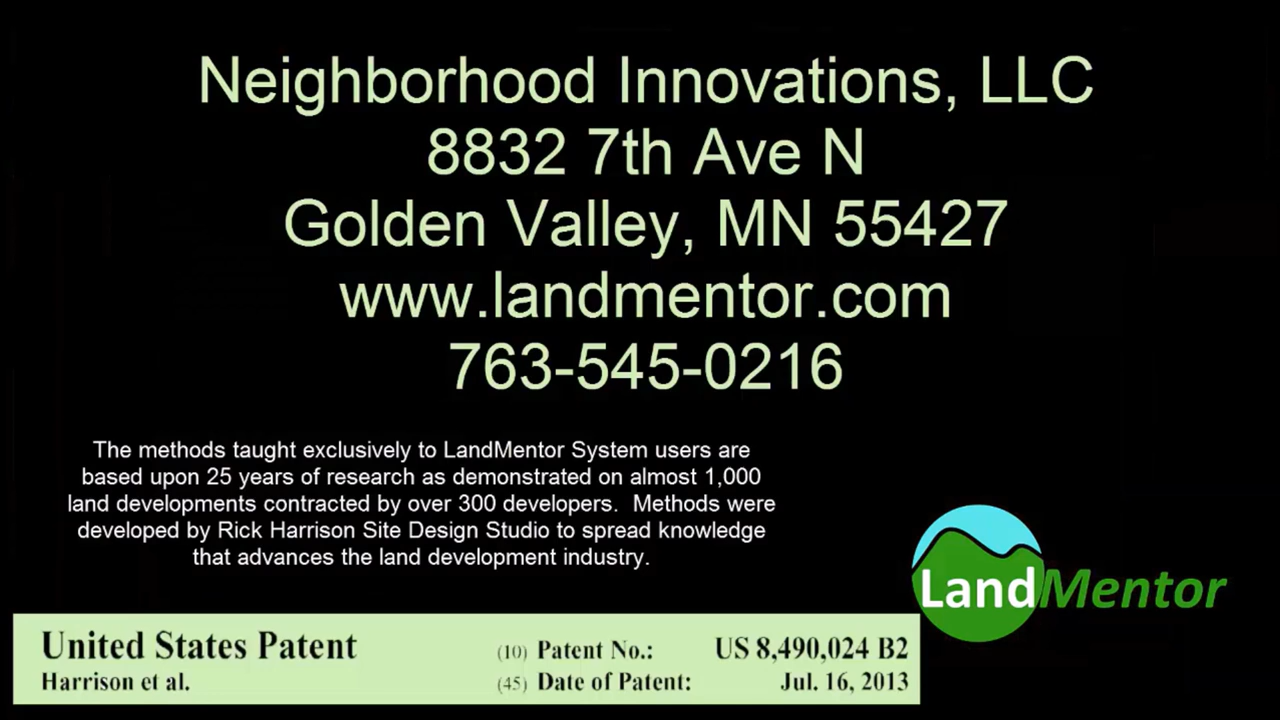 Neighborhood Innovations, LLC
8832 7th Ave N
Golden Valley, MN 55427
www.landmentor.com
763-545-0216
The methods taught exclusively to LandMentor System users are
based upon 25 years of research as demonstrated on almost 1,000
land developments contracted by over 300 developers.  Methods were
developed by Rick Harrison Site Design Studio to spread knowledge
that advances the land development industry.
LandMentor
United States Patent (10) Patent No.: US 8,490,024 B2
Harrison et al. (45) Date of Patent: Jul. 16, 2013